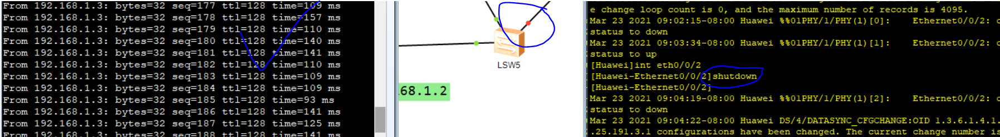 From 192.168.1.3: bytes=32 seq=177 ttl=128 time=109 ms
From 192.168.1.3: bytes=32 seq=178 ttl=128 time=157 ms
From 192.168.1.3: bytes=32 seq=179 ttl=128 time=110 ms
From 192.168.1.3: bytes=32 seq=180 ttl=128 time=140 ms
From 192.168.1.3: bytes=32 seq=181 ttl=128 time=141 ms
From 192.168.1.3: bytes=32 seq=182 ttl=128 time=110 ms
From 192.168.1.3: bytes=32 seq=183 ttl=128 time=109 ms
From 192.168.1.3: bytes=32 seq=184 ttl=128 time=109 ms
From 192.168.1.3: bytes=32 seq=185 ttl=128 time=93 ms
From 192.168.1.3: bytes=32 seq=186 ttl=128 time=141 ms
From 192.168.1.3: bytes=32 seq=187 ttl=128 time=125 ms
From 192.168.1.3: bytes=32 seq=188 ttl=128 time=141 ms
LSW5
.68.1.2
e change loop count is 0, and the maximum number of records is 4095.
Mar 23 2021 09:02:15-08:00 Huawei %%01PHY/1/PHY(l)[0]:    Ethernet0/0/2: c
status to down
Mar 23 2021 09:03:34-08:00 Huawei %%01PHY/1/PHY(l)[1]:    Ethernet0/0/2: c
status to up
[Huawei]int eth0/0/2
[Huawei-Ethernet0/0/2]shutdown
[Huawei-Ethernet0/0/2]
Mar 23 2021 09:04:19-08:00 Huawei %%01PHY/1/PHY(l)[2]:    Ethernet0/0/2: c
status to down
Mar 23 2021 09:04:22-08:00 Huawei DS/4/DATASYNC_CFGCHANGE:OID 1.3.6.1.4.1.
.25.191.3.1 configurations have been changed. The current change number is